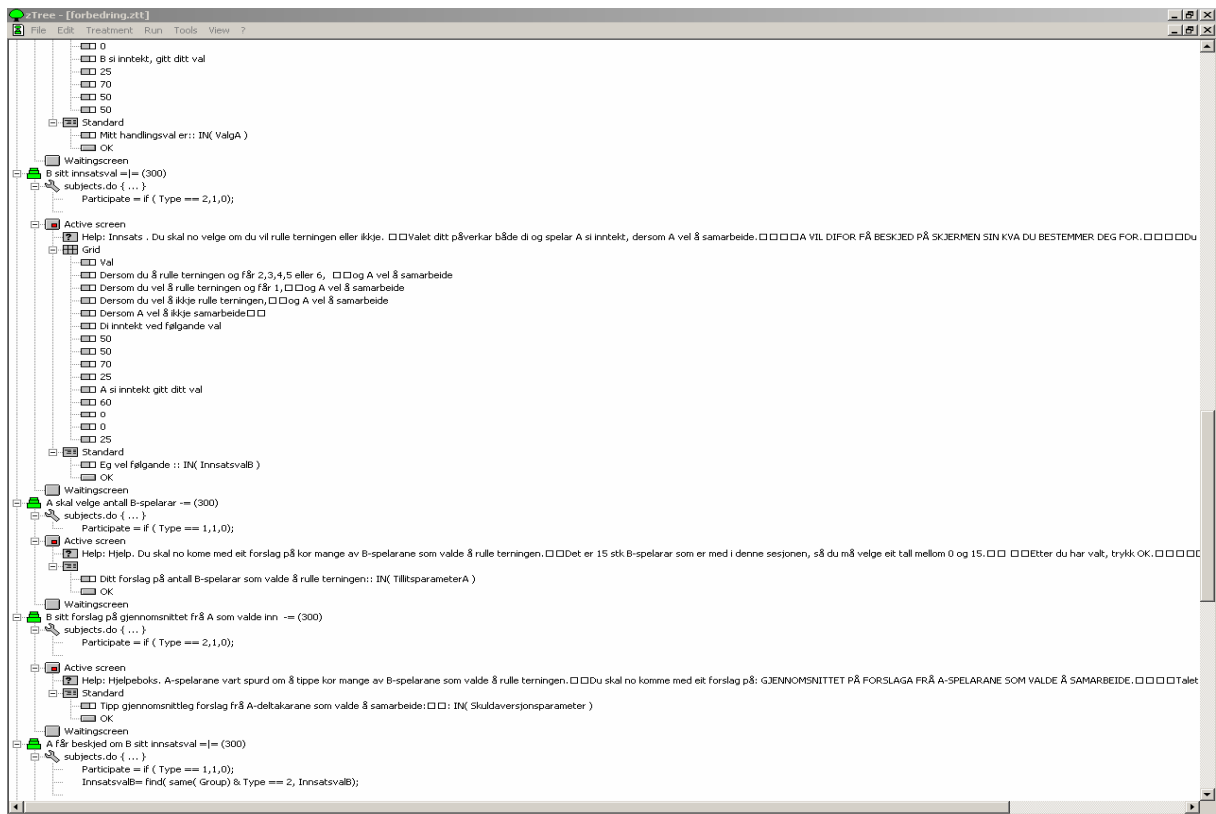 zTree - [forbedring.ztt]
File Edit Treatment Run Tools View ?
0
B si inntekt, gitt ditt val
25
70
50
50
Standard
Mitt handlingsval er:: IN( ValgA )
OK
Waitingscreen
B sitt innsatsval =|= (300)
subjects.do { ... }
Participate = if ( Type == 2,1,0);
Active screen
Help: Innsats . Du skal no velge om du vil rulle terningen eller ikkje. □□Valet ditt påverkar både di og spelar A si inntekt, dersom A vel å samarbeide.□□□□A VIL DIFOR FÅ BESKJED PÅ SKJERMEN SIN KVA DU BESTEMMER DEG FOR.□□□□Du
Grid
Val
Dersom du å rulle terningen og får 2,3,4,5 eller 6, □□og A vel å samarbeide
Dersom du vel å rulle terningen og får 1,□□og A vel å samarbeide
Dersom du vel å ikkje rulle terningen,□□og A vel å samarbeide
Dersom A vel å ikkje samarbeide□□
Di inntekt ved følgande val
50
50
70
25
A si inntekt gitt ditt val
60
0
0
25
Standard
Eg vel følgande :: IN( InnsatsvalB )
OK
Waitingscreen
A skal velge antall B-spelarar -= (300)
subjects.do { ... }
Participate = if ( Type == 1,1,0);
Active screen
Help: Hjelp. Du skal no kome med eit forslag på kor mange av B-spelarane som valde å rulle terningen.□□Det er 15 stk B-spelarar som er med i denne sesjonen, så du må velge eit tall mellom 0 og 15.□□ □□Etter du har valt, trykk OK.□□□□□
Ditt forslag på antall B-spelarar som valde å rulle terningen:: IN( TillitsparameterA )
OK
Waitingscreen
B sitt forslag på gjennomsnittet frå A som valde inn -= (300)
subjects.do { ... }
Participate = if ( Type == 2,1,0);
Active screen
Help: Hjelpeboks. A-spelarane vart spurd om å tippe kor mange av B-spelarane som valde å rulle terningen.□□Du skal no komme med eit forslag på: GJENNOMSNITTET PÅ FORSLAGA FRÅ A-SPELARANE SOM VALDE Å SAMARBEIDE.□□□□Talet
Standard
Tipp gjennomsnittleg forslag frå A-deltakarane som valde å samarbeide:□□: IN( Skuldaversjonsparameter )
OK
Waitingscreen
A får beskjed om B sitt innsatsval =|= (300)
subjects.do { ... }
Participate = if ( Type == 1,1,0);
InnsatsvalB= find( same( Group) & Type == 2, InnsatsvalB);